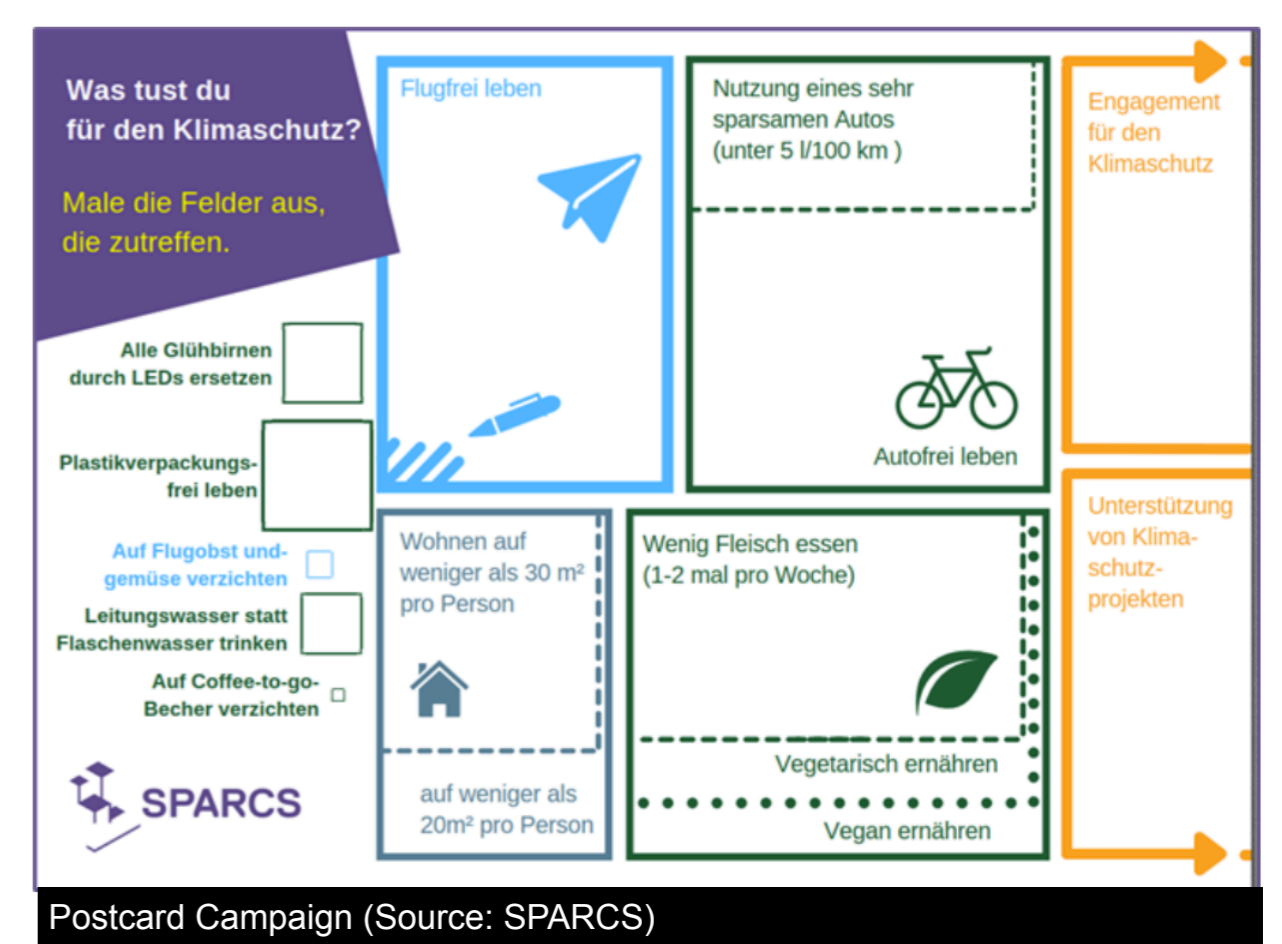 Was tust du
für den Klimaschutz?
Male die Felder aus,
die zutreffen.
Alle Glühbirnen
durch LEDs ersetzen
Plastikverpackungs-
frei leben
Auf Flugobst und-
gemüse verzichten
Leitungswasser statt
Flaschenwasser trinken
Auf Coffee-to-go-
Becher verzichten
SPARCS
Flugfrei leben
Nutzung eines sehr
sparsamen Autos
(unter 5 l/100 km )
Autofrei leben
Engagement
für den
Klimaschutz
Wohnen auf
weniger als 30 m²
pro Person
auf weniger als
20m² pro Person
Wenig Fleisch essen
(1-2 mal pro Woche)
Vegetarisch ernähren
Vegan ernähren
Unterstützung
von Klima-
schutz-
projekten
Postcard Campaign (Source: SPARCS)